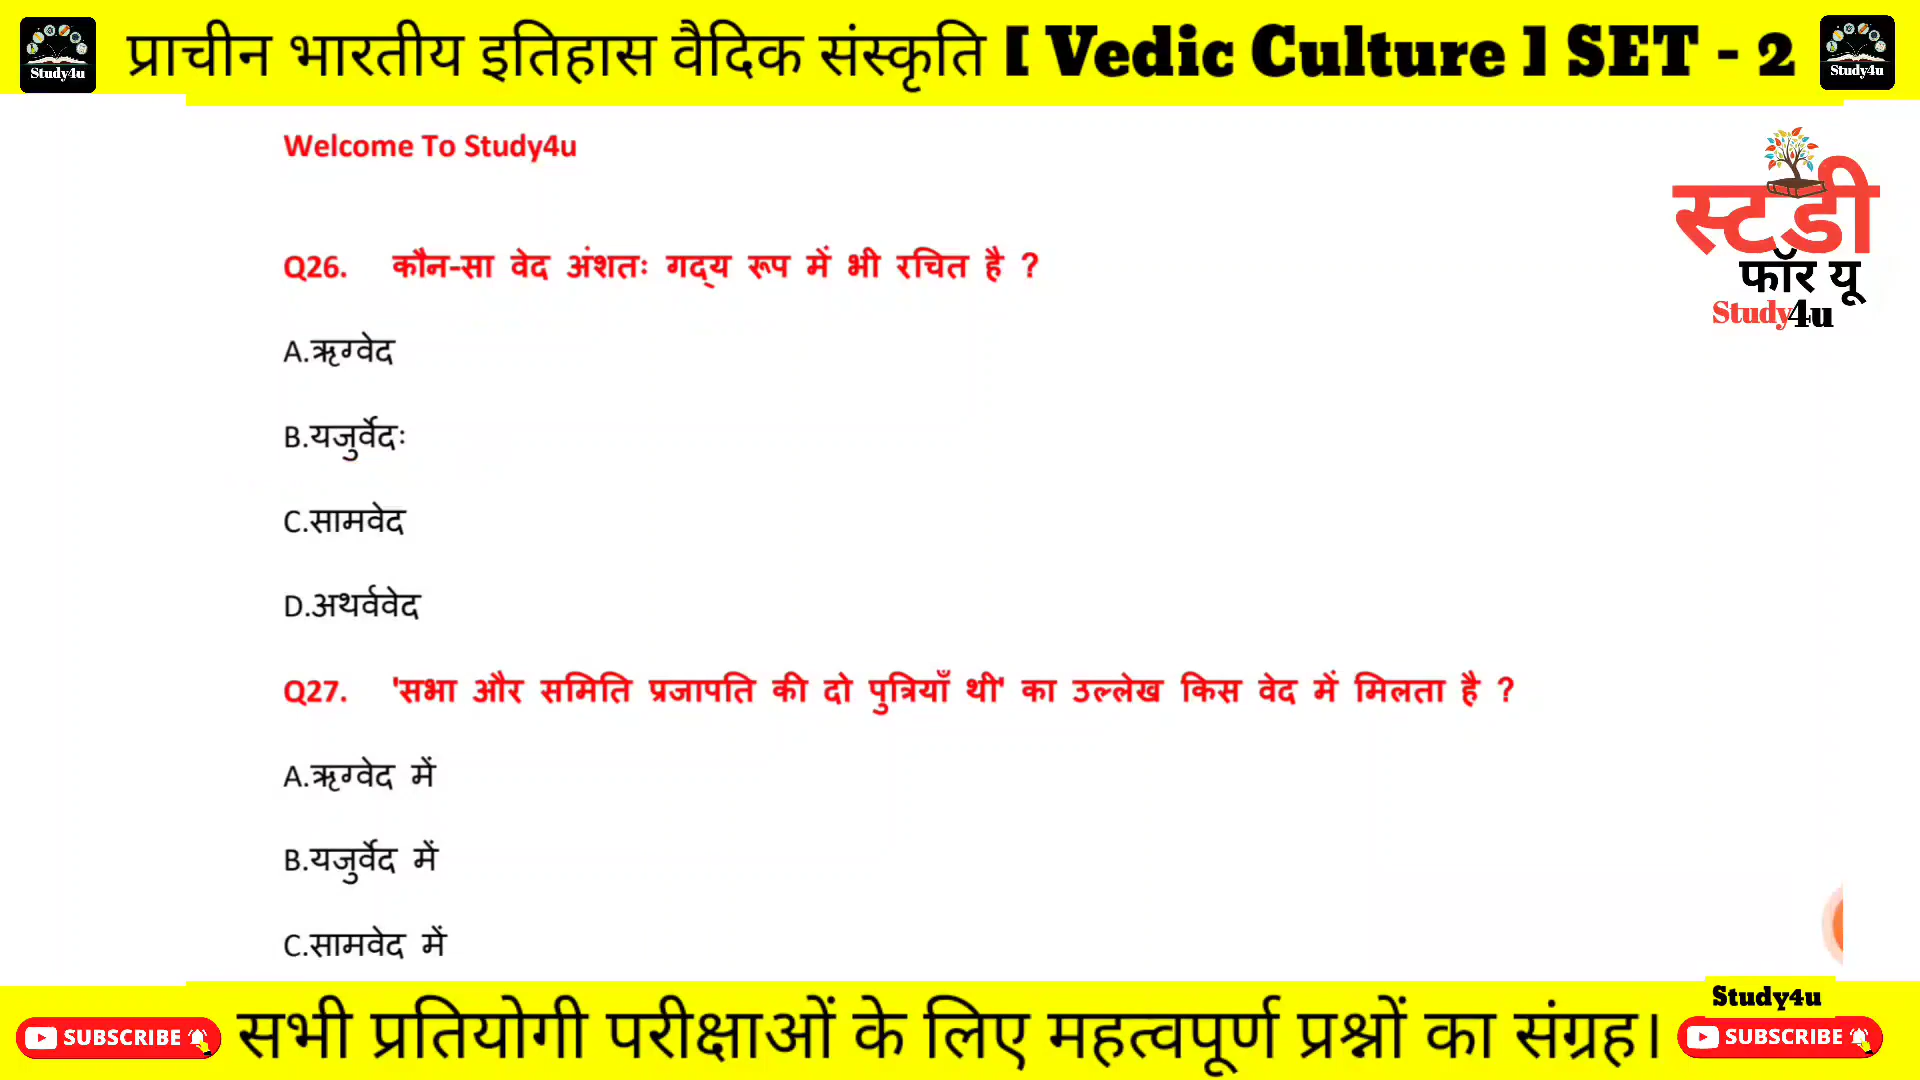 प्राचीन भारतीय इतिहास वैदिक संस्कृति [ Vedic Culture ] SET - 2
Study4u
Study4u
Welcome To Study4u
स्टडी
फॉर यू
Study4u
Q26. कौन-सा वेद अंशतः गद्य रूप में भी रचित है ?
A.ऋग्वेद
B.यजुर्वेदः
C.सामवेद
D.अथर्ववेद
Q27. 'सभा और समिति प्रजापति की दो पुत्रियाँ थी' का उल्लेख किस वेद में मिलता है ?
A.ऋग्वेद में
B.यजुर्वेद में
C.सामवेद में
Study4u
SUBSCRIBE
सभी प्रतियोगी परीक्षाओं के लिए महत्वपूर्ण प्रश्नों का संग्रह।
SUBSCRIBE